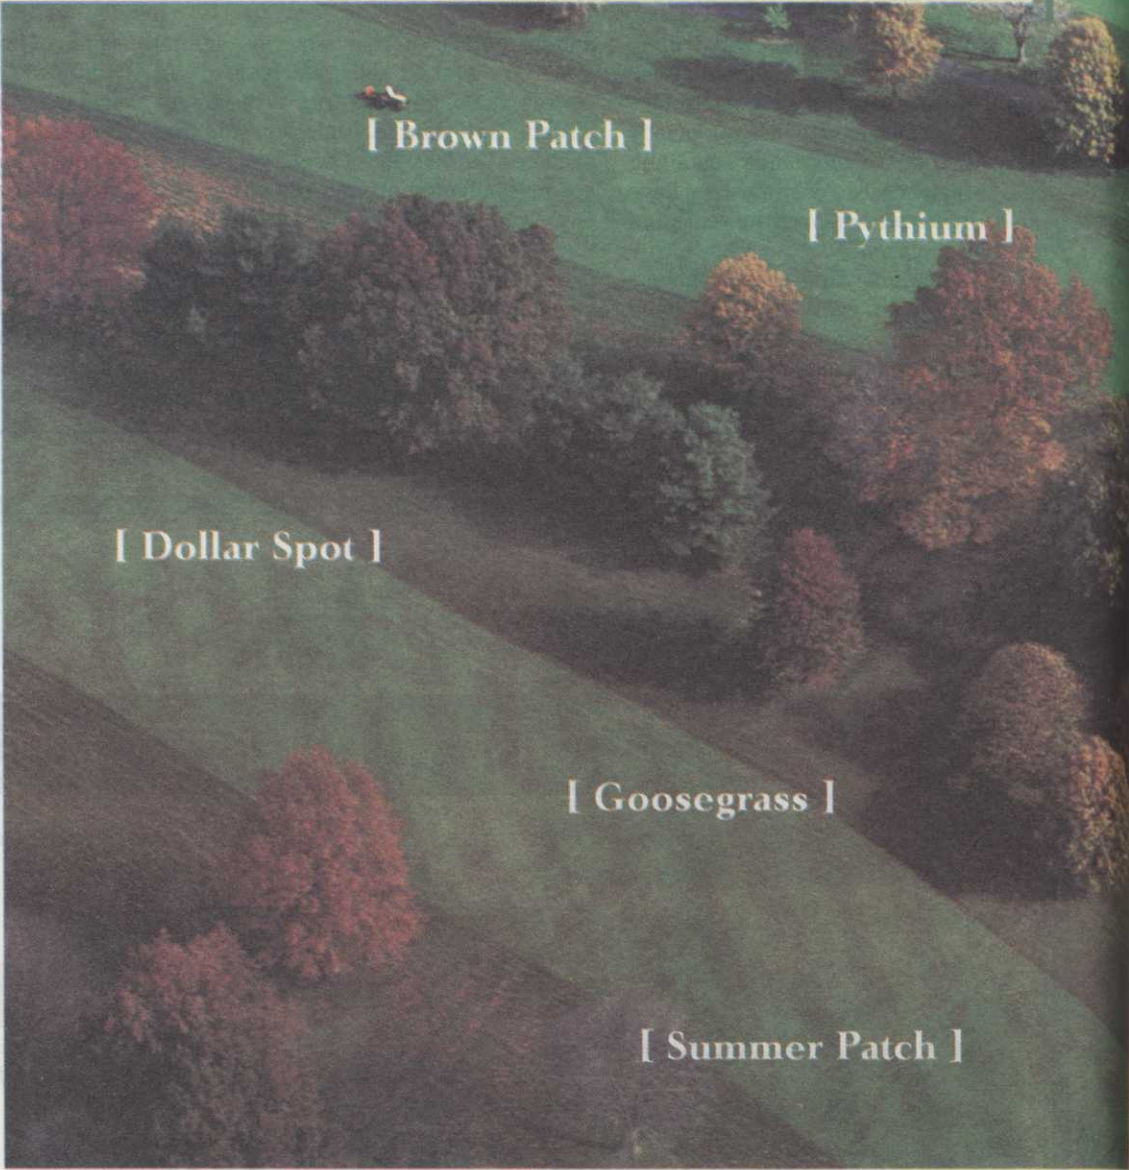 [ Brown Patch ]
[ Pythium ]
[ Dollar Spot ]
[ Goosegrass ]
[ Summer Patch ]